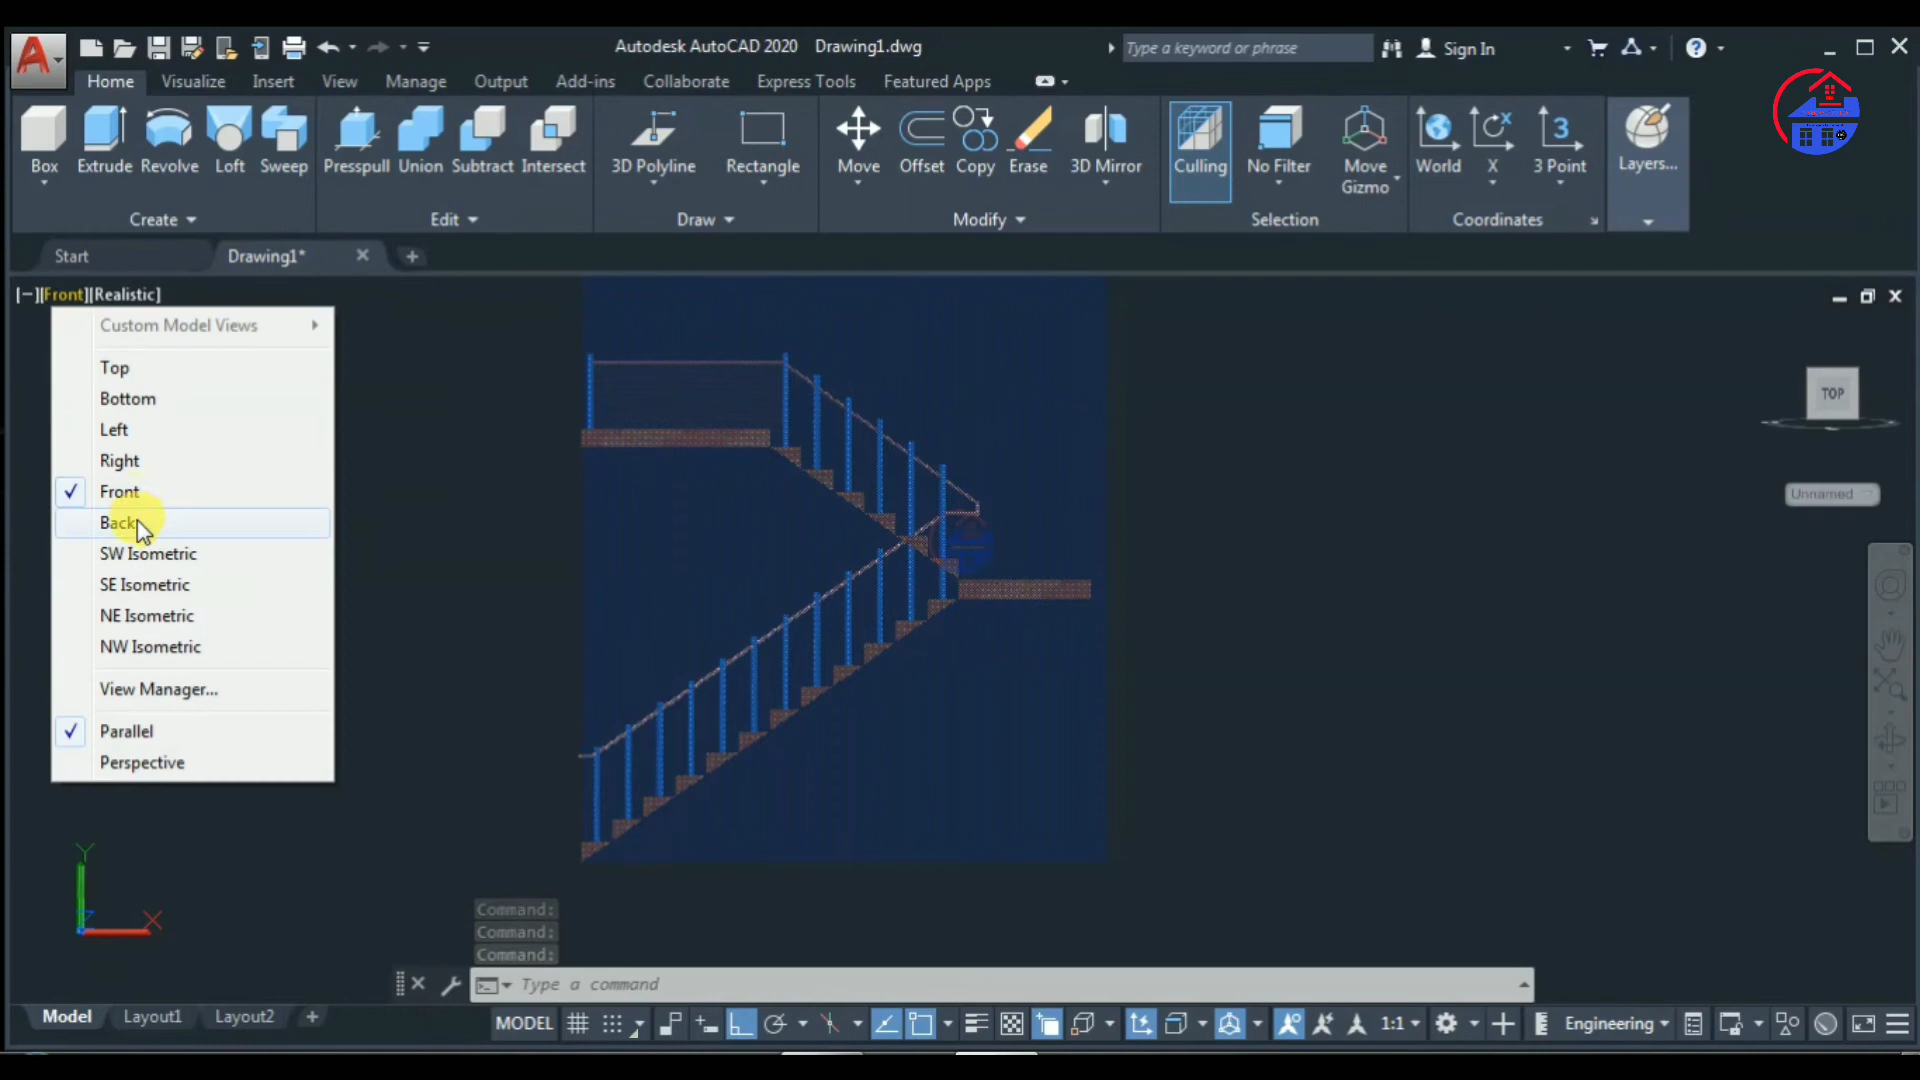 Autodesk AutoCAD 2020 Drawing1.dwg
Type a keyword or phrase
Sign In
Home Visualize Insert View Manage Output Add-ins Collaborate Express Tools Featured Apps
Box Extrude Revolve Loft Sweep Presspull Union Subtract Intersect 3D Polyline Rectangle Move Offset Copy Erase 3D Mirror Culling No Filter Move Gizmo World X 3 Point Layers...
Create Edit Draw Modify Selection Coordinates
Start Drawing1*
[−][Front][Realistic]
Custom Model Views
Top
Bottom
Left
Right
Front
Back
SW Isometric
SE Isometric
NE Isometric
NW Isometric
View Manager...
Parallel
Perspective
TOP
Unnamed
Y
X
Command:
Command:
Command:
Type a command
Model Layout1 Layout2
MODEL
1:1
Engineering